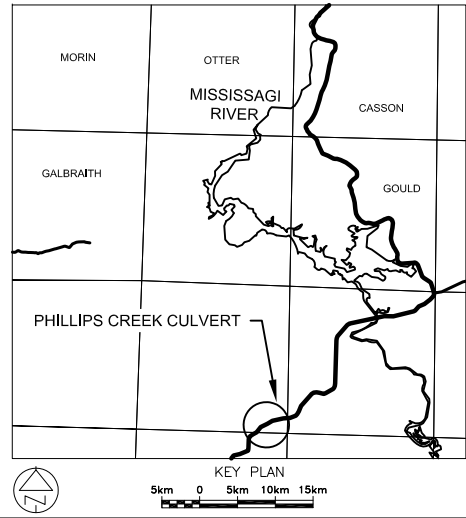 MORIN
OTTER
MISSISSAGI
RIVER
CASSON
GALBRAITH
GOULD
PHILLIPS CREEK CULVERT
KEY PLAN
5km 0 5km 10km 15km
N